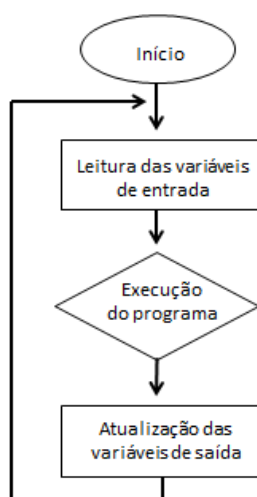 Início
Leitura das variáveis
de entrada
Execução
do programa
Atualização das
variáveis de saída